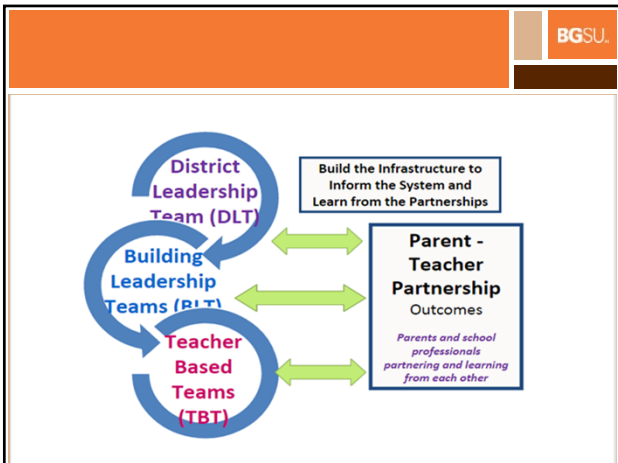 BGSU
District
Leadership
Team (DLT)
Build the Infrastructure to
Inform the System and
Learn from the Partnerships
Building
Leadership
Teams (BLT)
Parent -
Teacher
Partnership
Outcomes
Parents and school
professionals
partnering and learning
from each other
Teacher
Based
Teams
(TBT)